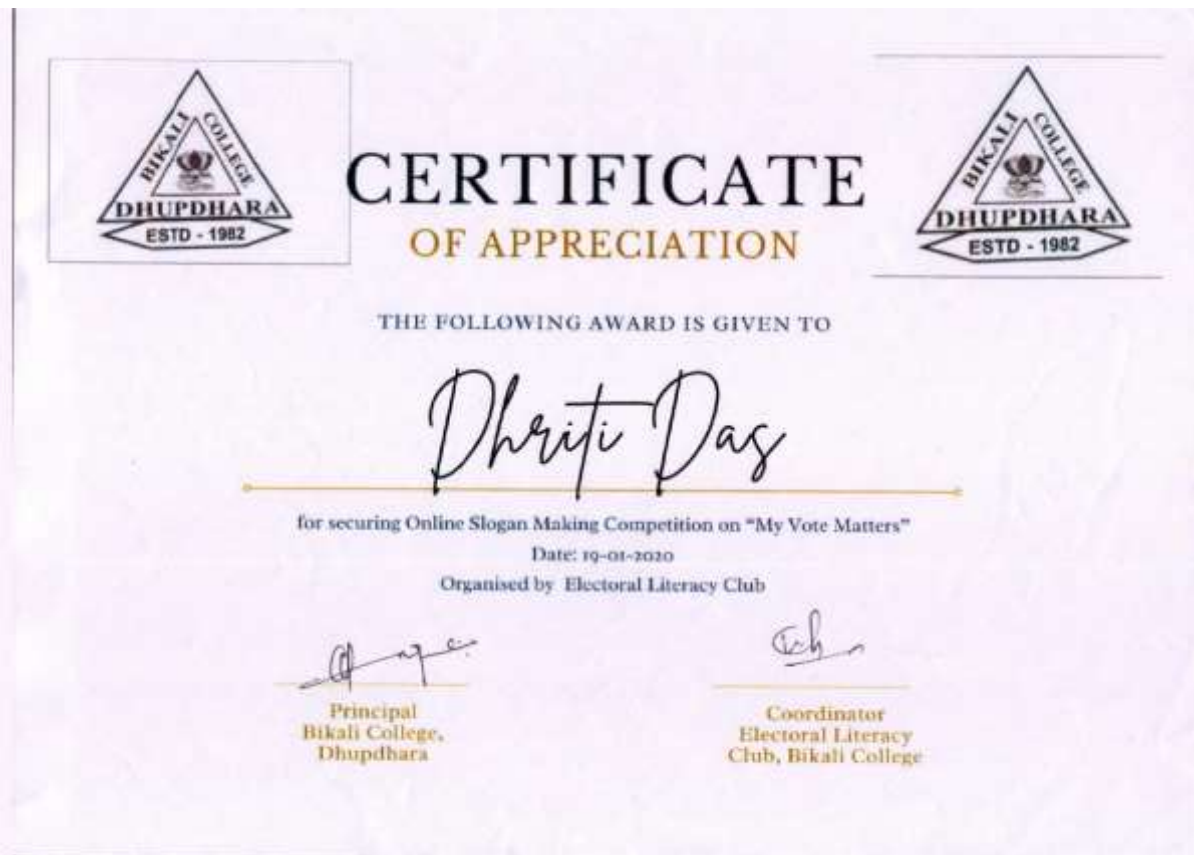 BIKALI COLLEGE
DHUPDHARA
ESTD - 1982
BIKALI COLLEGE
DHUPDHARA
ESTD - 1982
CERTIFICATE
OF APPRECIATION
THE FOLLOWING AWARD IS GIVEN TO
Dhriti Das
for securing Online Slogan Making Competition on “My Vote Matters”
Date: 19-01-2020
Organised by Electoral Literacy Club
Principal
Bikali College,
Dhupdhara
Coordinator
Electoral Literacy
Club, Bikali College